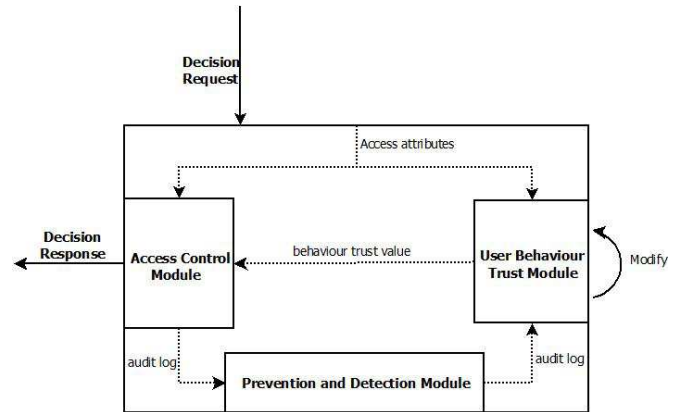 Decision
Request
Access attributes
Decision
Response
Access Control
Module
behaviour trust value
User Behaviour
Trust Module
Modify
audit log
Prevention and Detection Module
audit log